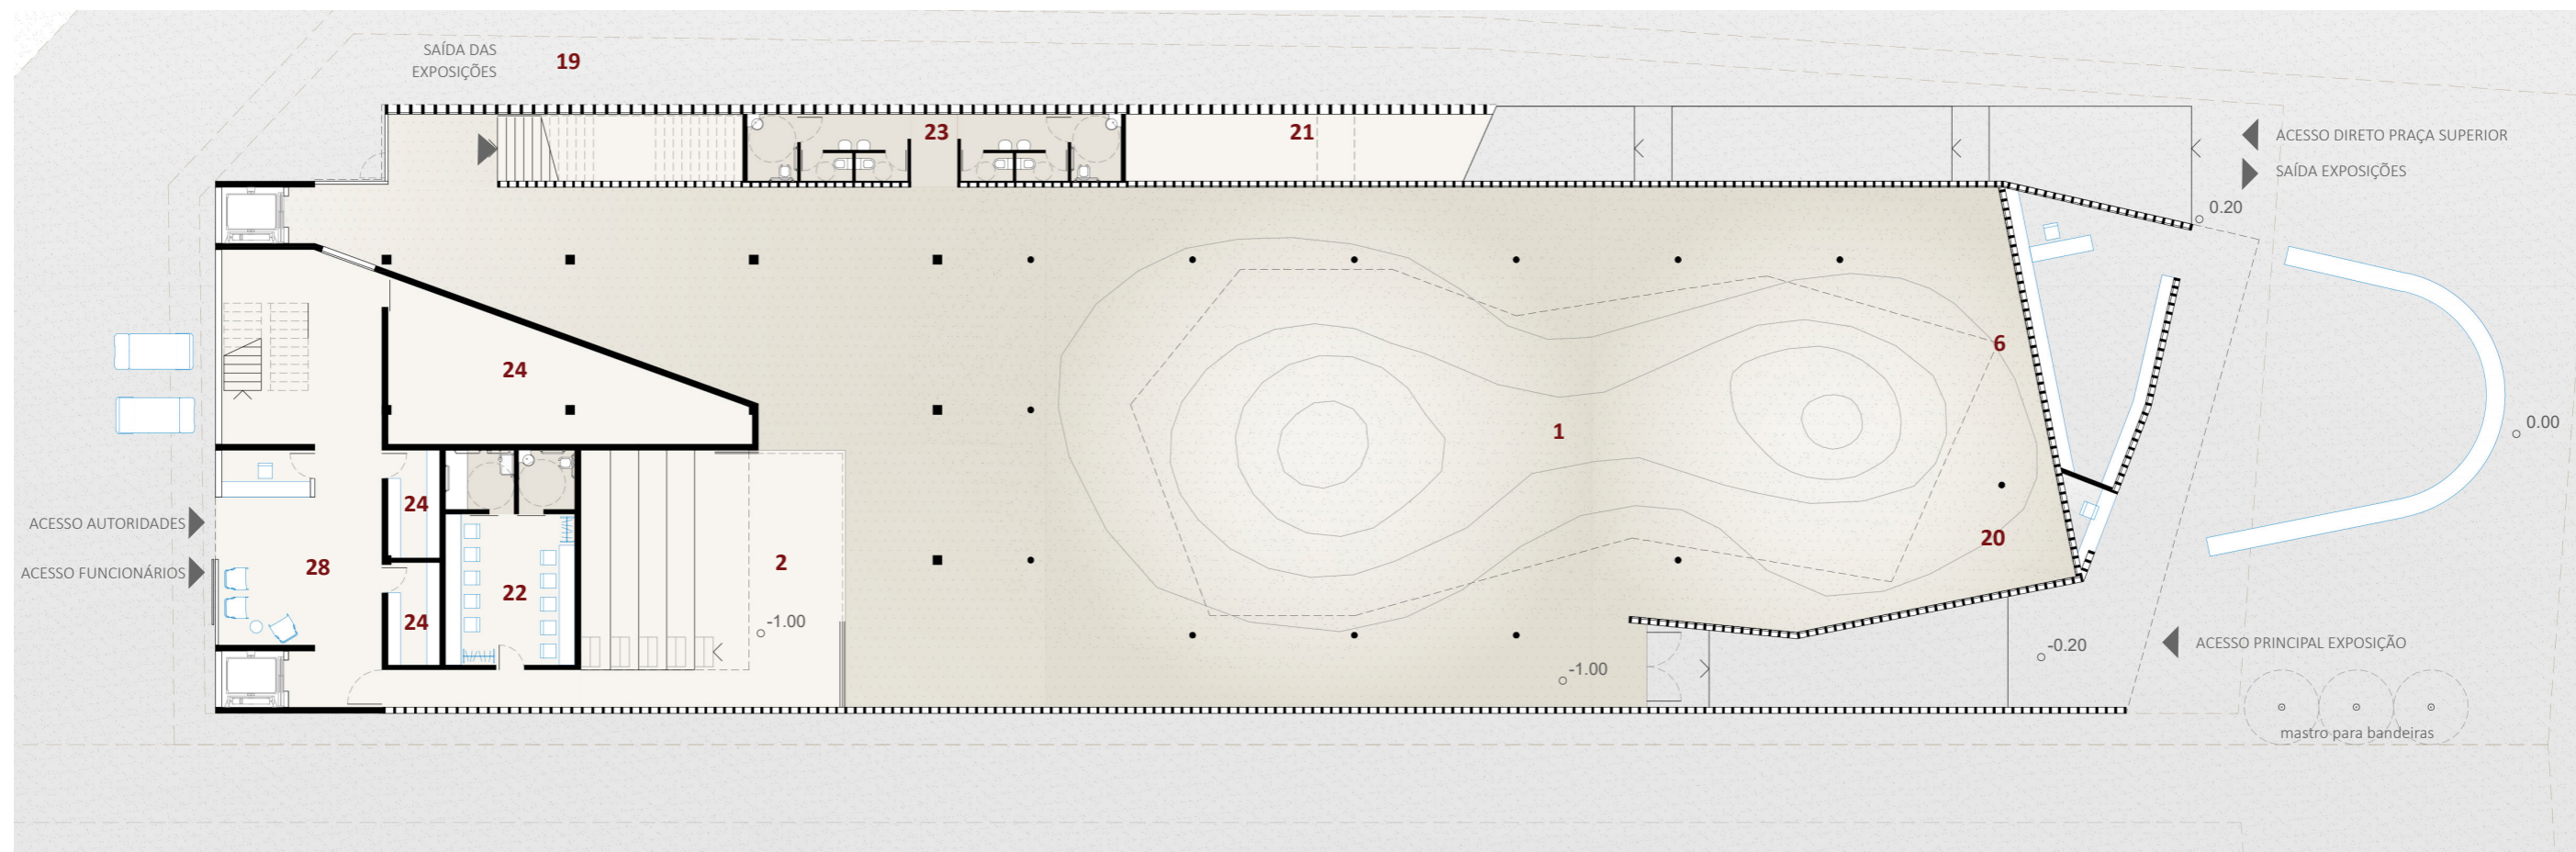 SAÍDA DAS
EXPOSIÇÕES
19
23
21
ACESSO DIRETO PRAÇA SUPERIOR
SAÍDA EXPOSIÇÕES
0.20
6
24
1
0.00
24
ACESSO AUTORIDADES
20
2
ACESSO FUNCIONÁRIOS
28
22
24
-1.00
-0.20
ACESSO PRINCIPAL EXPOSIÇÃO
-1.00
mastro para bandeiras